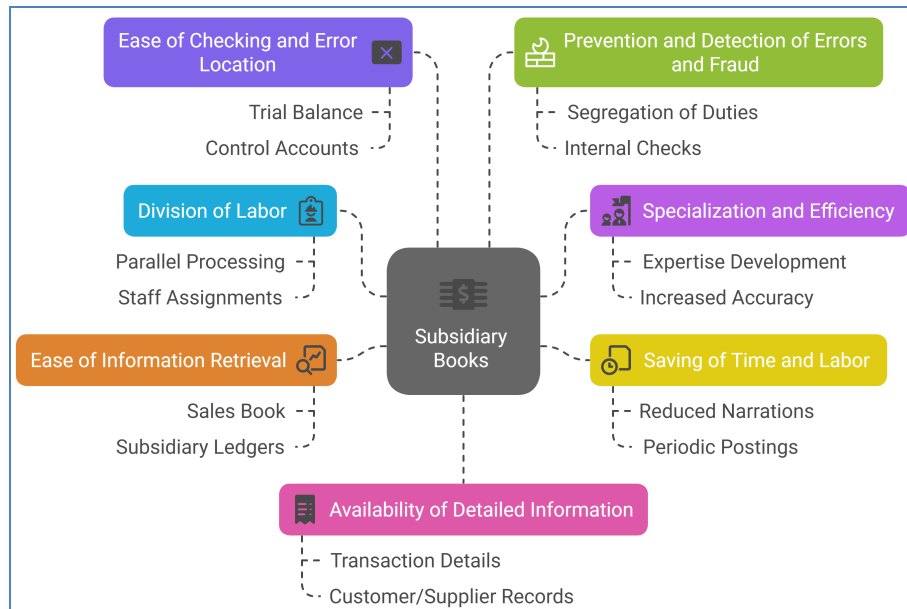 Ease of Checking and Error
Location
Trial Balance
Control Accounts
Prevention and Detection of Errors
and Fraud
Segregation of Duties
Internal Checks
Division of Labor
Parallel Processing
Staff Assignments
Specialization and Efficiency
Expertise Development
Increased Accuracy
Subsidiary
Books
Ease of Information Retrieval
Sales Book
Subsidiary Ledgers
Saving of Time and Labor
Reduced Narrations
Periodic Postings
Availability of Detailed Information
Transaction Details
Customer/Supplier Records